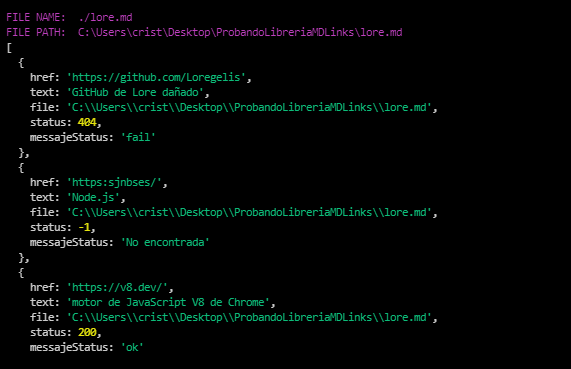 FILE NAME:  ./lore.md
FILE PATH:  C:\Users\crist\Desktop\ProbandoLibreriaMDLinks\lore.md
[
  {
    href: 'https://github.com/Loregelis',
    text: 'GitHub de Lore dañado',
    file: 'C:\\Users\\crist\\Desktop\\ProbandoLibreriaMDLinks\\lore.md',
    status: 404,
    messajeStatus: 'fail'
  },
  {
    href: 'https:sjnbses/',
    text: 'Node.js',
    file: 'C:\\Users\\crist\\Desktop\\ProbandoLibreriaMDLinks\\lore.md',
    status: -1,
    messajeStatus: 'No encontrada'
  },
  {
    href: 'https://v8.dev/',
    text: 'motor de JavaScript V8 de Chrome',
    file: 'C:\\Users\\crist\\Desktop\\ProbandoLibreriaMDLinks\\lore.md',
    status: 200,
    messajeStatus: 'ok'